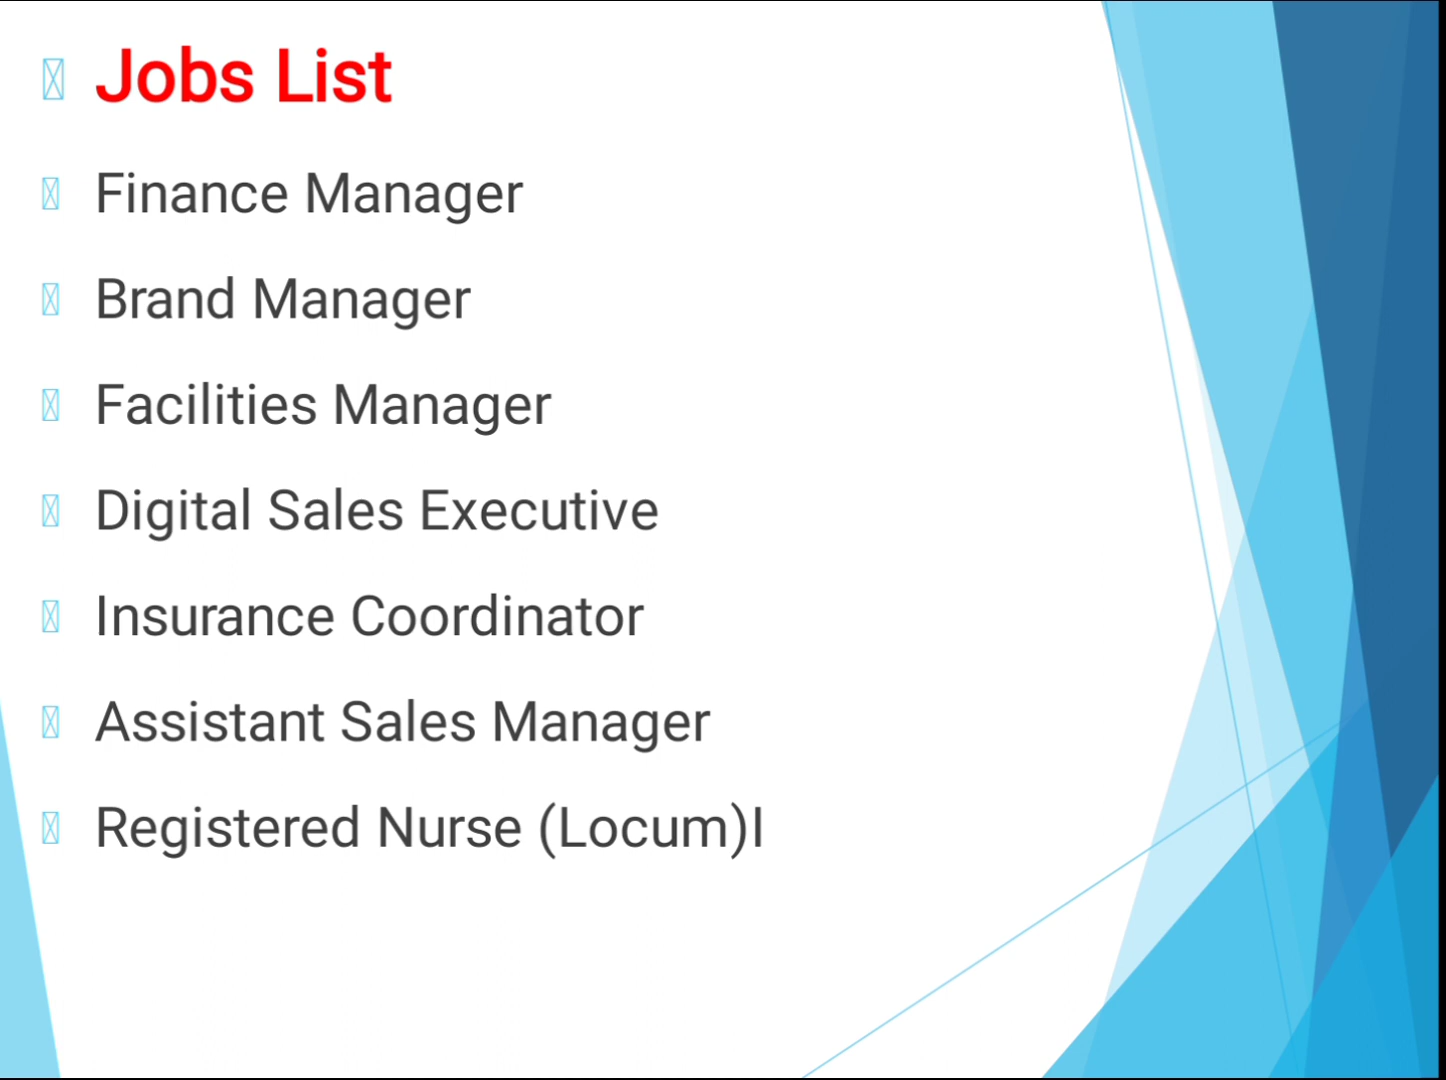 Jobs List
Finance Manager
Brand Manager
Facilities Manager
Digital Sales Executive
Insurance Coordinator
Assistant Sales Manager
Registered Nurse (Locum)I